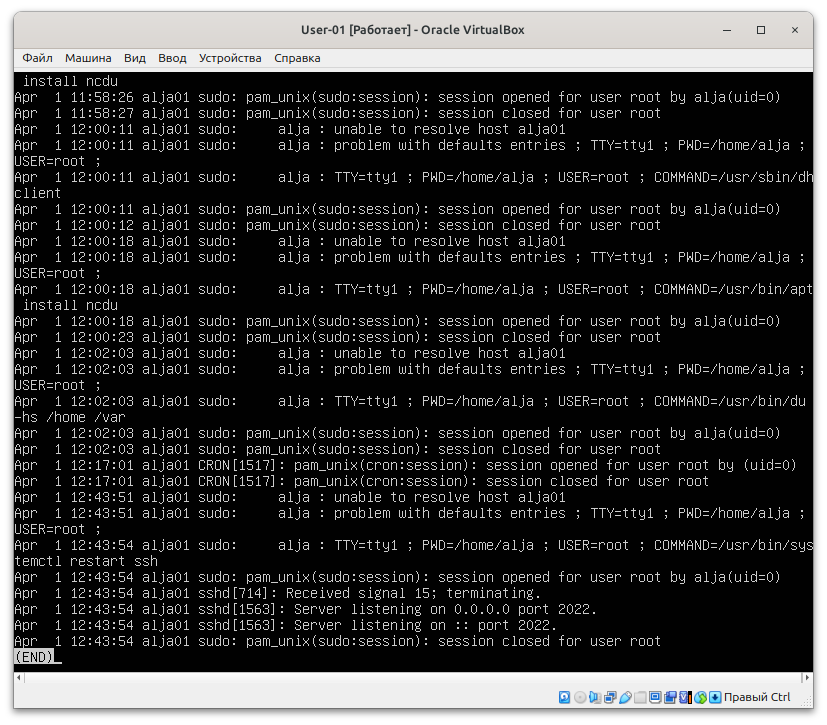 User-01 [Работает] - Oracle VirtualBox
Файл Машина Вид Ввод Устройства Справка
 install ncdu
Apr  1 11:58:26 alja01 sudo: pam_unix(sudo:session): session opened for user root by alja(uid=0)
Apr  1 11:58:27 alja01 sudo: pam_unix(sudo:session): session closed for user root
Apr  1 12:00:11 alja01 sudo:     alja : unable to resolve host alja01
Apr  1 12:00:11 alja01 sudo:     alja : problem with defaults entries ; TTY=tty1 ; PWD=/home/alja ;
USER=root ;
Apr  1 12:00:11 alja01 sudo:     alja : TTY=tty1 ; PWD=/home/alja ; USER=root ; COMMAND=/usr/sbin/dh
client
Apr  1 12:00:11 alja01 sudo: pam_unix(sudo:session): session opened for user root by alja(uid=0)
Apr  1 12:00:12 alja01 sudo: pam_unix(sudo:session): session closed for user root
Apr  1 12:00:18 alja01 sudo:     alja : unable to resolve host alja01
Apr  1 12:00:18 alja01 sudo:     alja : problem with defaults entries ; TTY=tty1 ; PWD=/home/alja ;
USER=root ;
Apr  1 12:00:18 alja01 sudo:     alja : TTY=tty1 ; PWD=/home/alja ; USER=root ; COMMAND=/usr/bin/apt
 install ncdu
Apr  1 12:00:18 alja01 sudo: pam_unix(sudo:session): session opened for user root by alja(uid=0)
Apr  1 12:00:23 alja01 sudo: pam_unix(sudo:session): session closed for user root
Apr  1 12:02:03 alja01 sudo:     alja : unable to resolve host alja01
Apr  1 12:02:03 alja01 sudo:     alja : problem with defaults entries ; TTY=tty1 ; PWD=/home/alja ;
USER=root ;
Apr  1 12:02:03 alja01 sudo:     alja : TTY=tty1 ; PWD=/home/alja ; USER=root ; COMMAND=/usr/bin/du
-hs /home /var
Apr  1 12:02:03 alja01 sudo: pam_unix(sudo:session): session opened for user root by alja(uid=0)
Apr  1 12:02:03 alja01 sudo: pam_unix(sudo:session): session closed for user root
Apr  1 12:17:01 alja01 CRON[1517]: pam_unix(cron:session): session opened for user root by (uid=0)
Apr  1 12:17:01 alja01 CRON[1517]: pam_unix(cron:session): session closed for user root
Apr  1 12:43:51 alja01 sudo:     alja : unable to resolve host alja01
Apr  1 12:43:51 alja01 sudo:     alja : problem with defaults entries ; TTY=tty1 ; PWD=/home/alja ;
USER=root ;
Apr  1 12:43:54 alja01 sudo:     alja : TTY=tty1 ; PWD=/home/alja ; USER=root ; COMMAND=/usr/bin/sys
temctl restart ssh
Apr  1 12:43:54 alja01 sudo: pam_unix(sudo:session): session opened for user root by alja(uid=0)
Apr  1 12:43:54 alja01 sshd[714]: Received signal 15; terminating.
Apr  1 12:43:54 alja01 sshd[1563]: Server listening on 0.0.0.0 port 2022.
Apr  1 12:43:54 alja01 sshd[1563]: Server listening on :: port 2022.
Apr  1 12:43:54 alja01 sudo: pam_unix(sudo:session): session closed for user root
(END)
Правый Ctrl